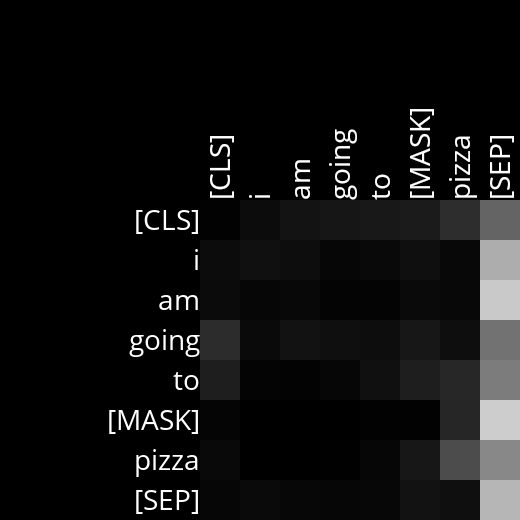 [CLS]
i
am
going
to
[MASK]
pizza
[SEP]
[CLS]
i
am
going
to
[MASK]
pizza
[SEP]